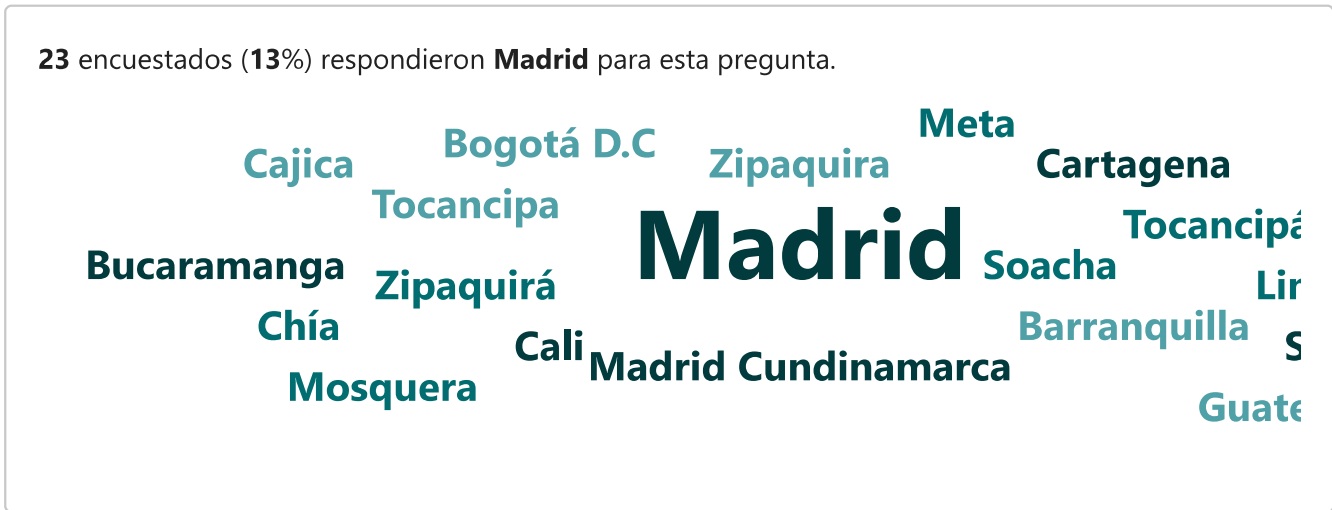 23 encuestados (13%) respondieron Madrid para esta pregunta.
Meta
Bogotá D.C
Cajica
Zipaquira
Cartagena
Tocancipa
Tocancipá
Madrid
Bucaramanga
Soacha
Zipaquirá
Chía
Barranquilla
Cali
Madrid Cundinamarca
Mosquera